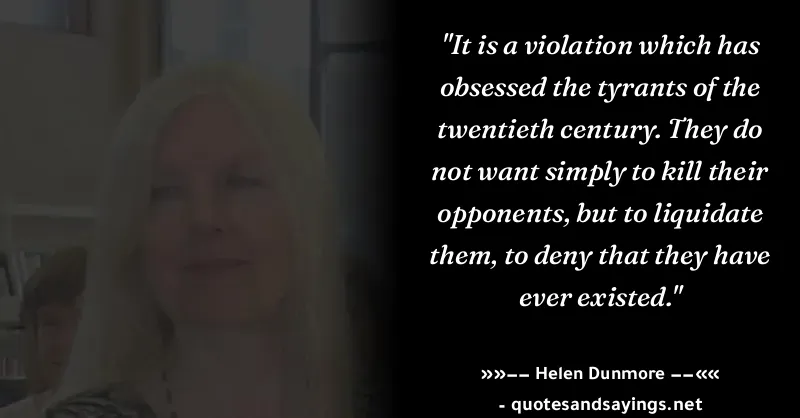 "It is a violation which has
obsessed the tyrants of the
twentieth century. They do
not want simply to kill their
opponents, but to liquidate
them, to deny that they have
ever existed."
»»–– Helen Dunmore ––««
- quotesandsayings.net